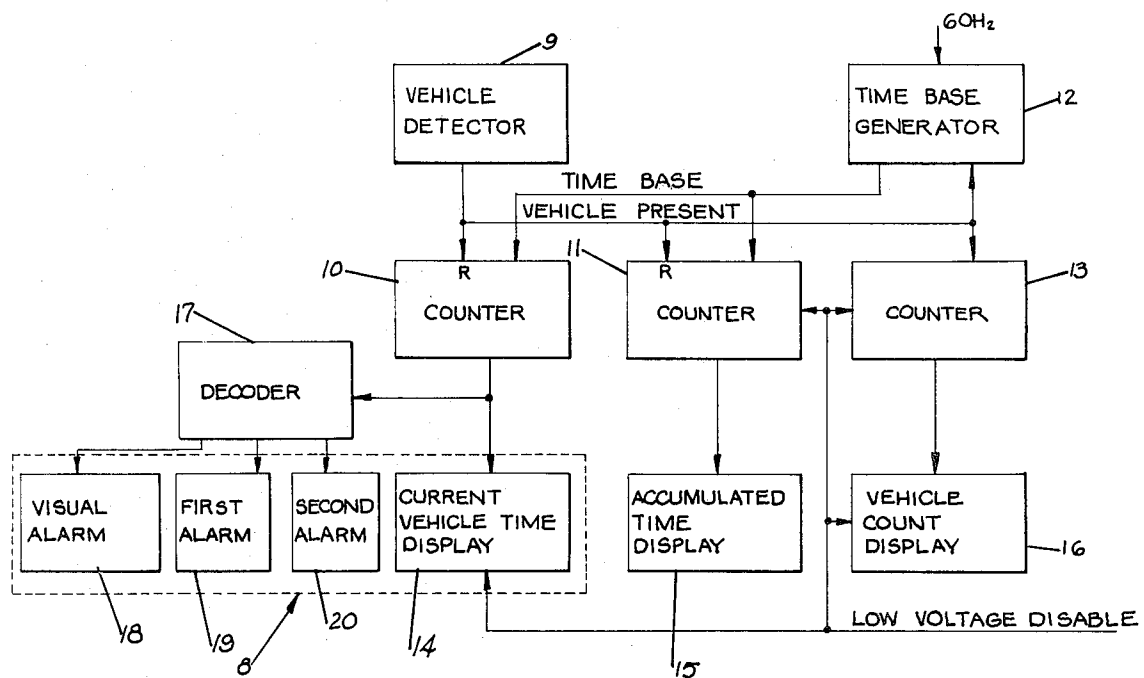 60Hz
9
VEHICLE
DETECTOR
TIME BASE
GENERATOR
12
TIME BASE
VEHICLE PRESENT
10
R
COUNTER
11
R
COUNTER
13
COUNTER
17
DECODER
VISUAL
ALARM
FIRST
ALARM
SECOND
ALARM
CURRENT
VEHICLE TIME
DISPLAY
ACCUMULATED
TIME
DISPLAY
VEHICLE
COUNT
DISPLAY
16
LOW VOLTAGE DISABLE
18
19
8
20
14
15